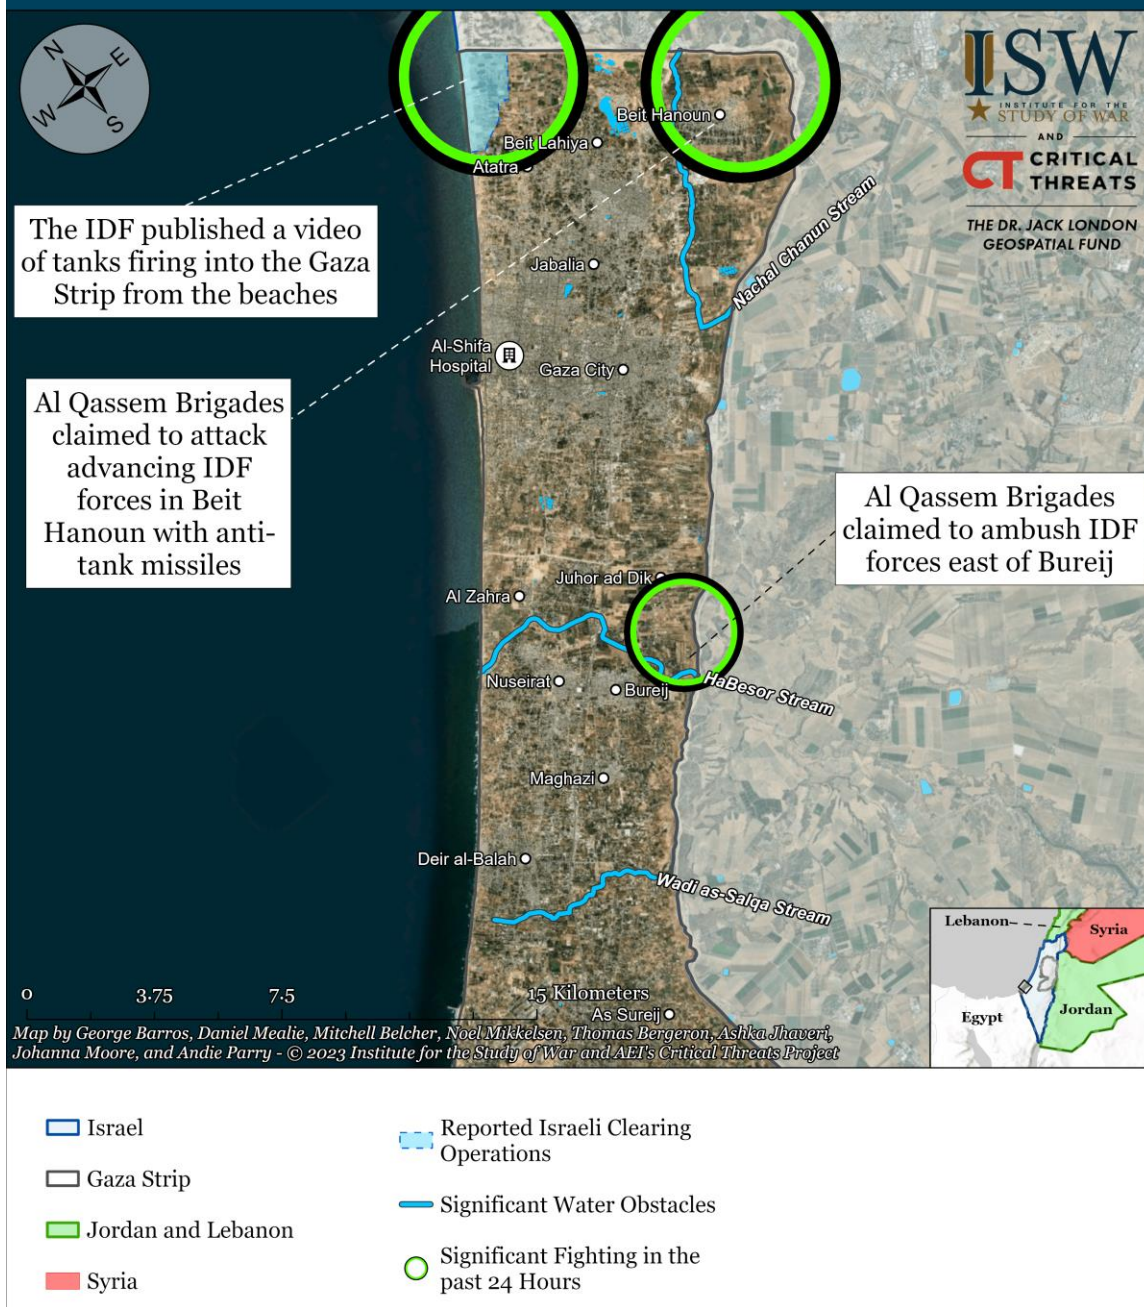 N
E
W
S
ISW
INSTITUTE FOR THE
STUDY OF WAR
AND
CT CRITICAL
THREATS
THE DR. JACK LONDON
GEOSPATIAL FUND
Beit Hanoun
Beit Lahiya
Atatra
The IDF published a video
of tanks firing into the Gaza
Strip from the beaches
Nachal Chanun Stream
Jabalia
Al-Shifa
Hospital
Gaza City
Al Qassem Brigades
claimed to attack
advancing IDF
forces in Beit
Hanoun with anti-
tank missiles
Al Qassem Brigades
claimed to ambush IDF
forces east of Bureij
Juhor ad Dik
Al Zahra
Nuseirat
Bureij
HaBesor Stream
Maghazi
Deir al-Balah
Wadi as-Salqa Stream
Lebanon
Syria
Jordan
Egypt
0 3.75 7.5 15 Kilometers
As Sureij
Map by George Barros, Daniel Mealie, Mitchell Belcher, Noel Mikkelsen, Thomas Bergeron, Ashka Jhaveri,
Johanna Moore, and Andie Parry - © 2023 Institute for the Study of War and AEI's Critical Threats Project
Israel
Gaza Strip
Jordan and Lebanon
Syria
Reported Israeli Clearing
Operations
Significant Water Obstacles
Significant Fighting in the
past 24 Hours